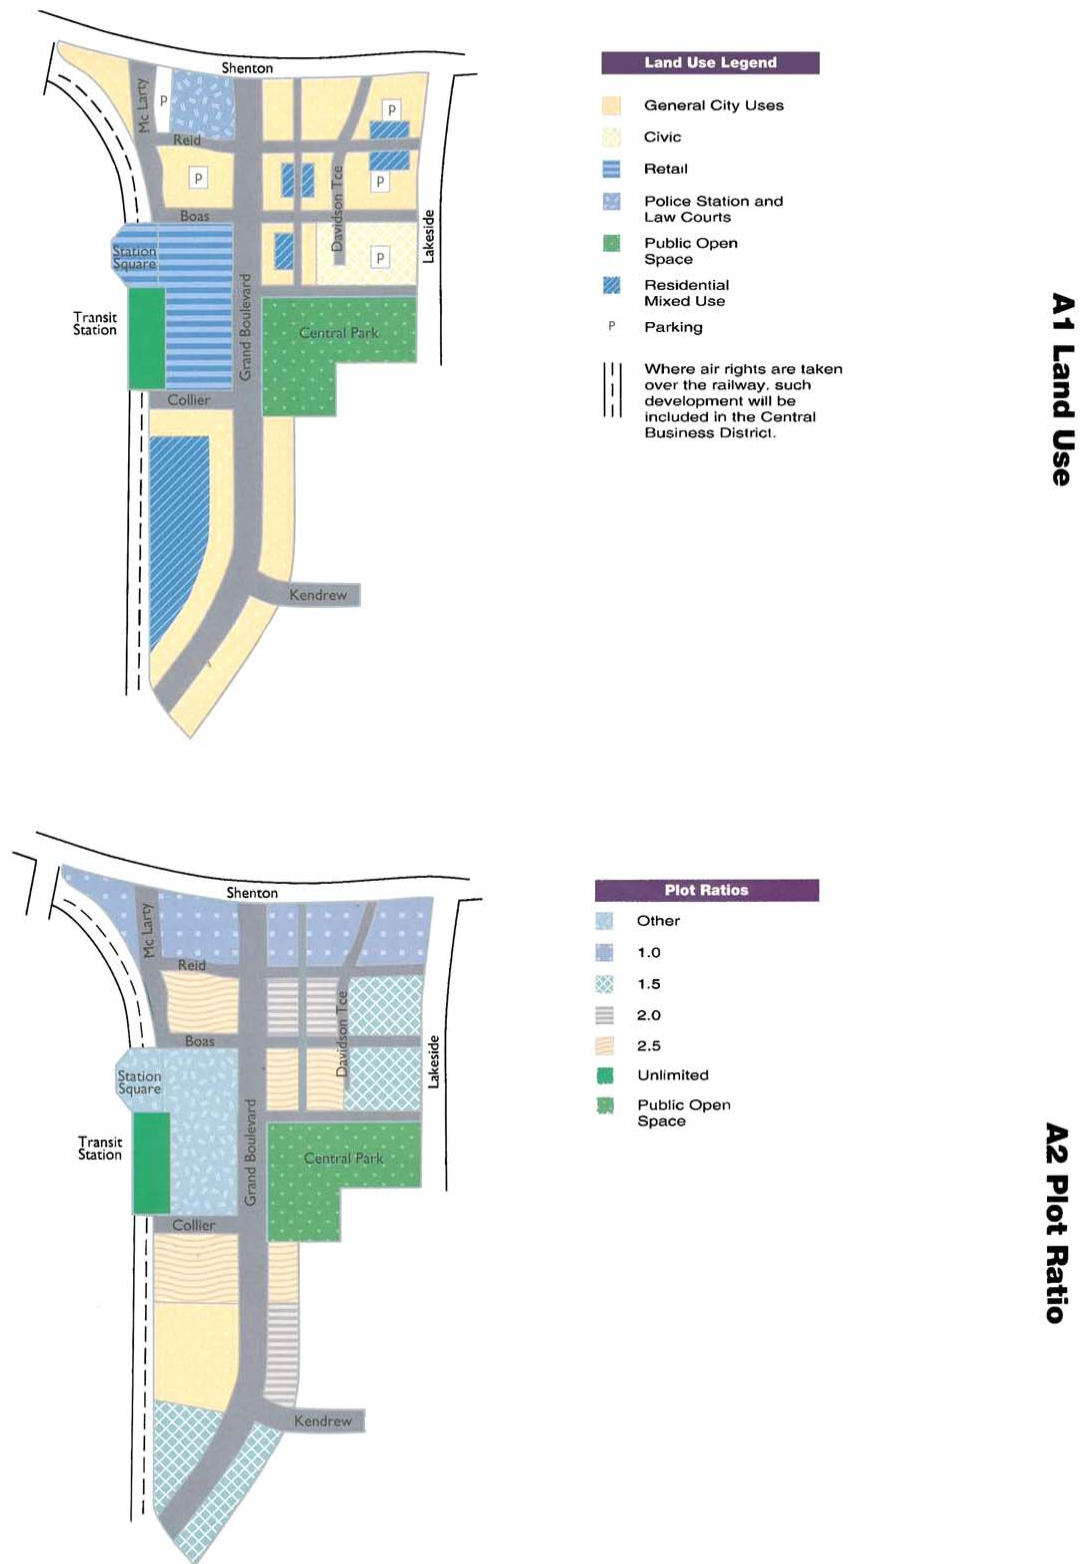 Shenton
Mc Larty
P
Reid
P
P
P
Boas
Davidson Tce
Lakeside
Station
Square
P
Transit
Station
Grand Boulevard
Central Park
Collier
Kendrew
Land Use Legend
General City Uses
Civic
Retail
Police Station and
Law Courts
Public Open
Space
Residential
Mixed Use
P Parking
Where air rights are taken
over the railway, such
development will be
included in the Central
Business District.
A1 Land Use
Shenton
Mc Larty
Reid
Boas
Davidson Tce
Lakeside
Station
Square
Transit
Station
Grand Boulevard
Central Park
Collier
Kendrew
Plot Ratios
Other
1.0
1.5
2.0
2.5
Unlimited
Public Open
Space
A2 Plot Ratio